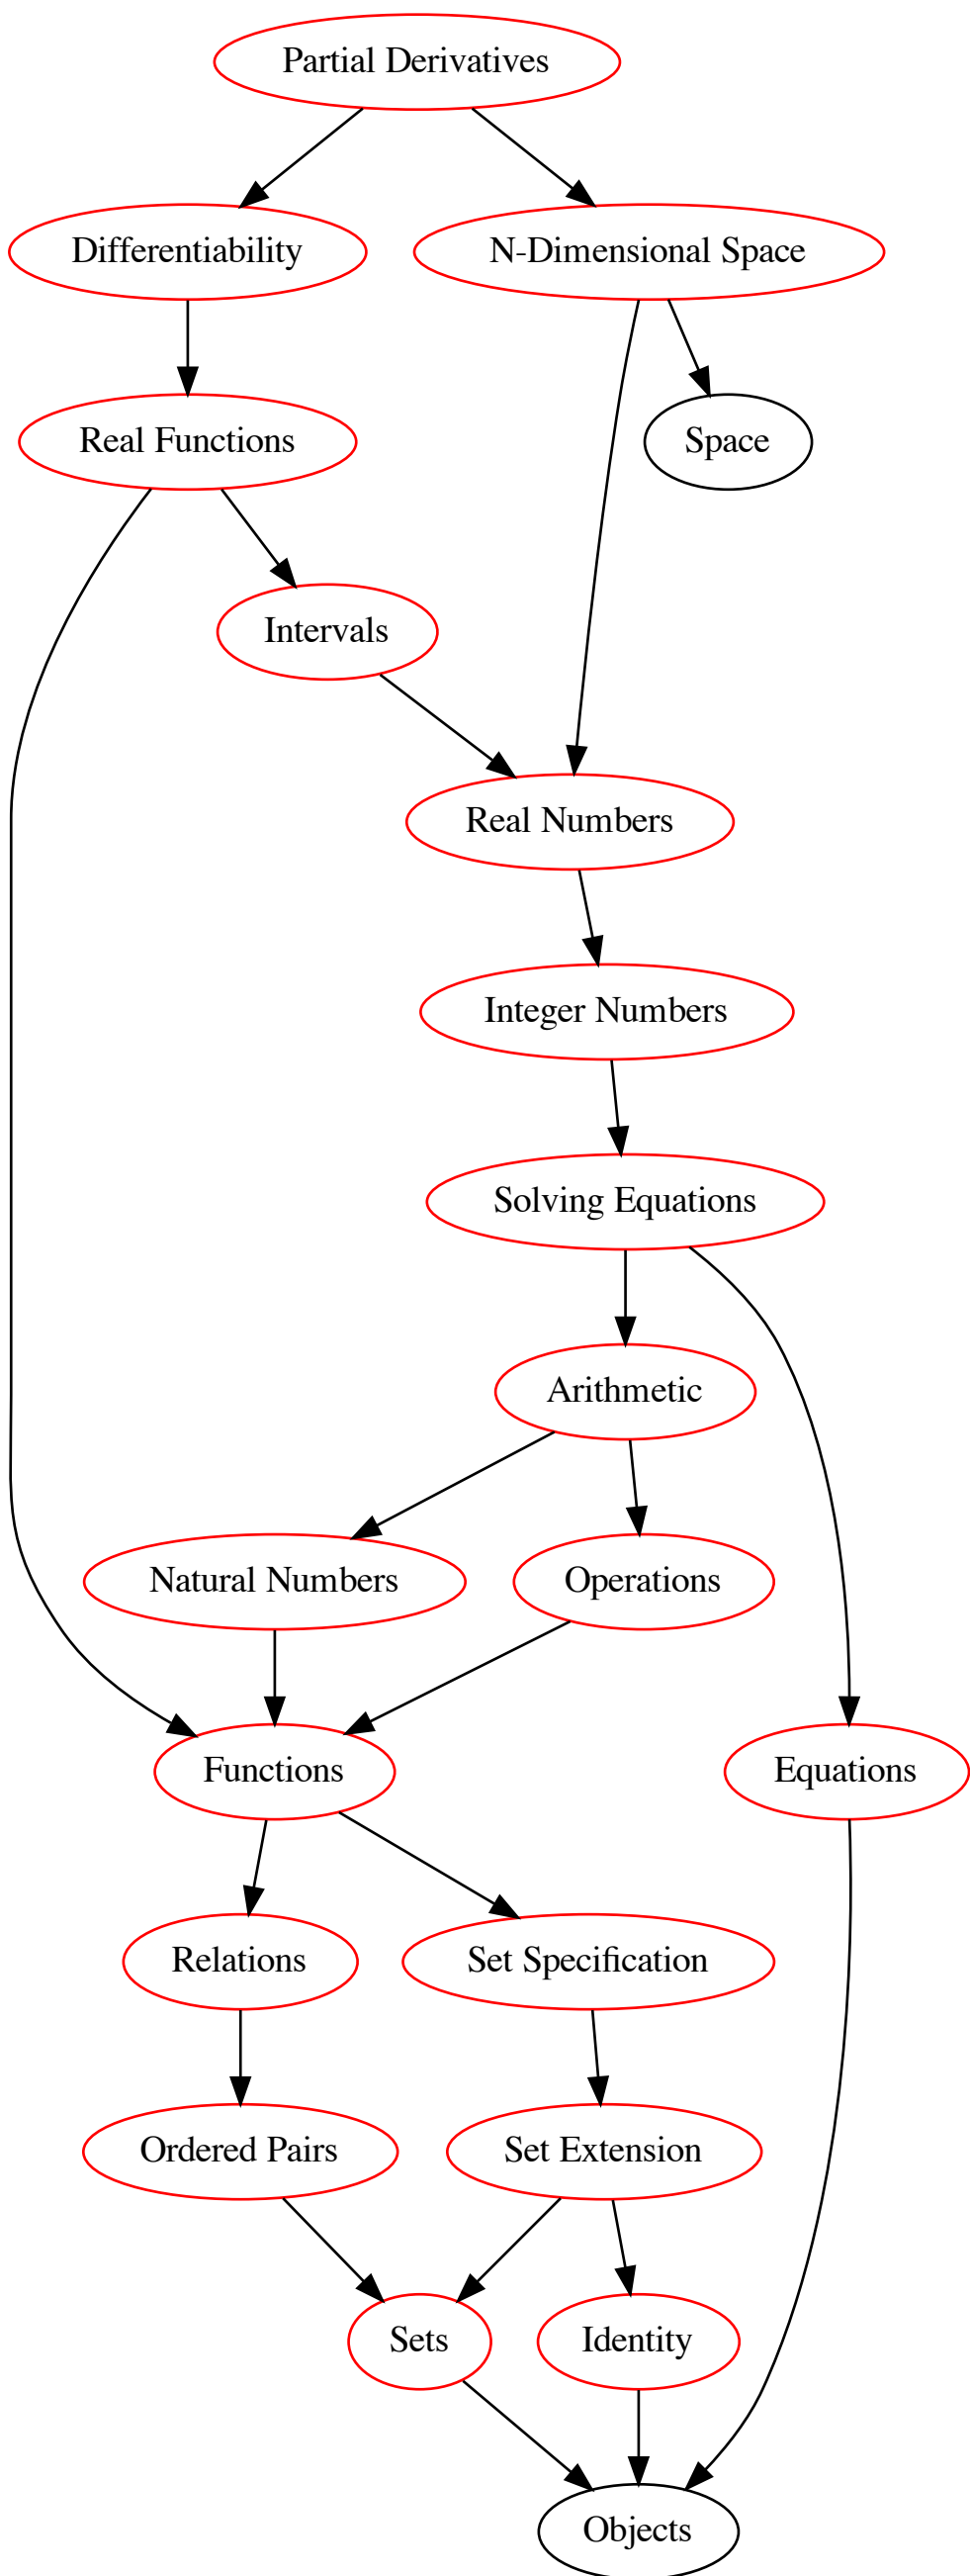 Partial Derivatives
Differentiability
N-Dimensional Space
Real Functions
Space
Intervals
Real Numbers
Integer Numbers
Solving Equations
Arithmetic
Natural Numbers
Operations
Functions
Equations
Relations
Set Specification
Ordered Pairs
Set Extension
Sets
Identity
Objects